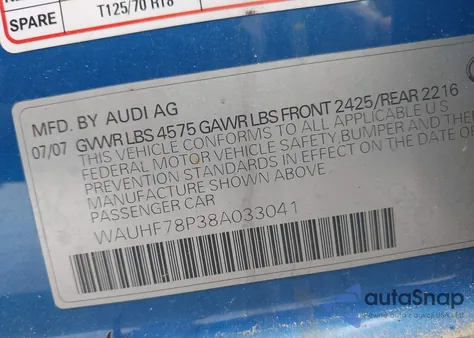 SPARE T125/70 R18
MFD. BY AUDI AG
07/07 GVWR LBS 4575 GAWR LBS FRONT 2425/REAR 2216
THIS VEHICLE CONFORMS TO ALL APPLICABLE U.S
FEDERAL MOTOR VEHICLE SAFETY BUMPER AND THEFT
PREVENTION STANDARDS IN EFFECT ON THE DATE OF
MANUFACTURE SHOWN ABOVE.
PASSENGER CAR
WAUHF78P38A033041
autoSnap